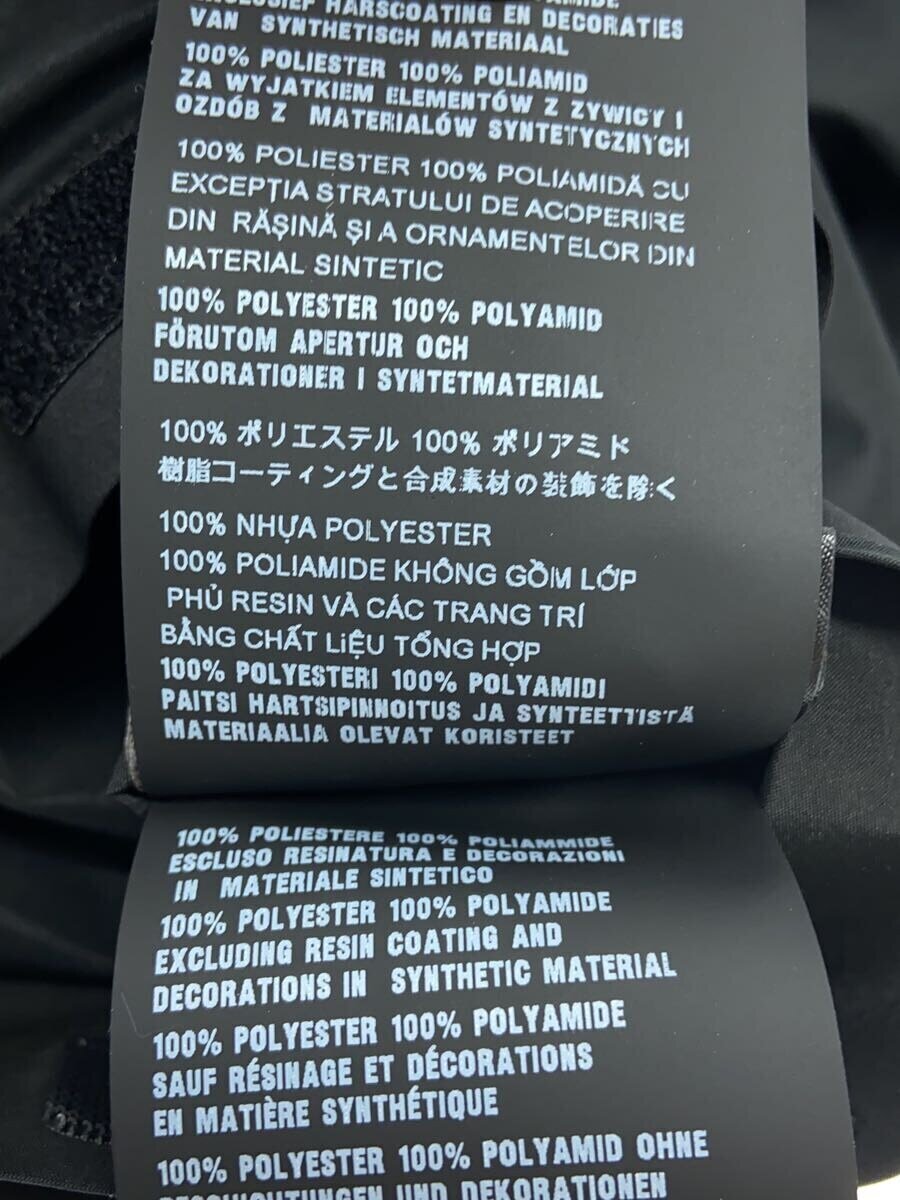 HARSCOATING EN DECORATIES
VAN SYNTHETISCH MATERIAAL
100% POLIESTER 100% POLIAMID
ZA WYJATKIEM ELEMENTÓW Z ZYWICY I
OZDÓB Z MATERIALÓW SYNTETYCZNYCH
100% POLIESTER 100% POLIAMIDĂ CU
EXCEPȚIA STRATULUI DE ACOPERIRE
DIN RĂȘINĂ ȘI A ORNAMENTELOR DIN
MATERIAL SINTETIC
100% POLYESTER 100% POLYAMID
FÖRUTOM APERTUR OCH
DEKORATIONER I SYNTETMATERIAL
100% ポリエステル 100% ポリアミド
樹脂コーティングと合成素材の装飾を除く
100% NHỰA POLYESTER
100% POLIAMIDE KHÔNG GỒM LỚP
PHỦ RESIN VÀ CÁC TRANG TRÍ
BẰNG CHẤT LiỆU TỔNG HỢP
100% POLYESTERI 100% POLYAMIDI
PAITSI HARTSIPINNOITUS JA SYNTEETTISTÄ
MATERIAALIA OLEVAT KORISTEET
100% POLIESTERE 100% POLIAMMIDE
ESCLUSO RESINATURA E DECORAZIONI
IN MATERIALE SINTETICO
100% POLYESTER 100% POLYAMIDE
EXCLUDING RESIN COATING AND
DECORATIONS IN SYNTHETIC MATERIAL
100% POLYESTER 100% POLYAMIDE
SAUF RÉSINAGE ET DÉCORATIONS
EN MATIÈRE SYNTHÉTIQUE
100% POLYESTER 100% POLYAMID OHNE
BESCHICHTUNGEN UND DEKORATIONEN